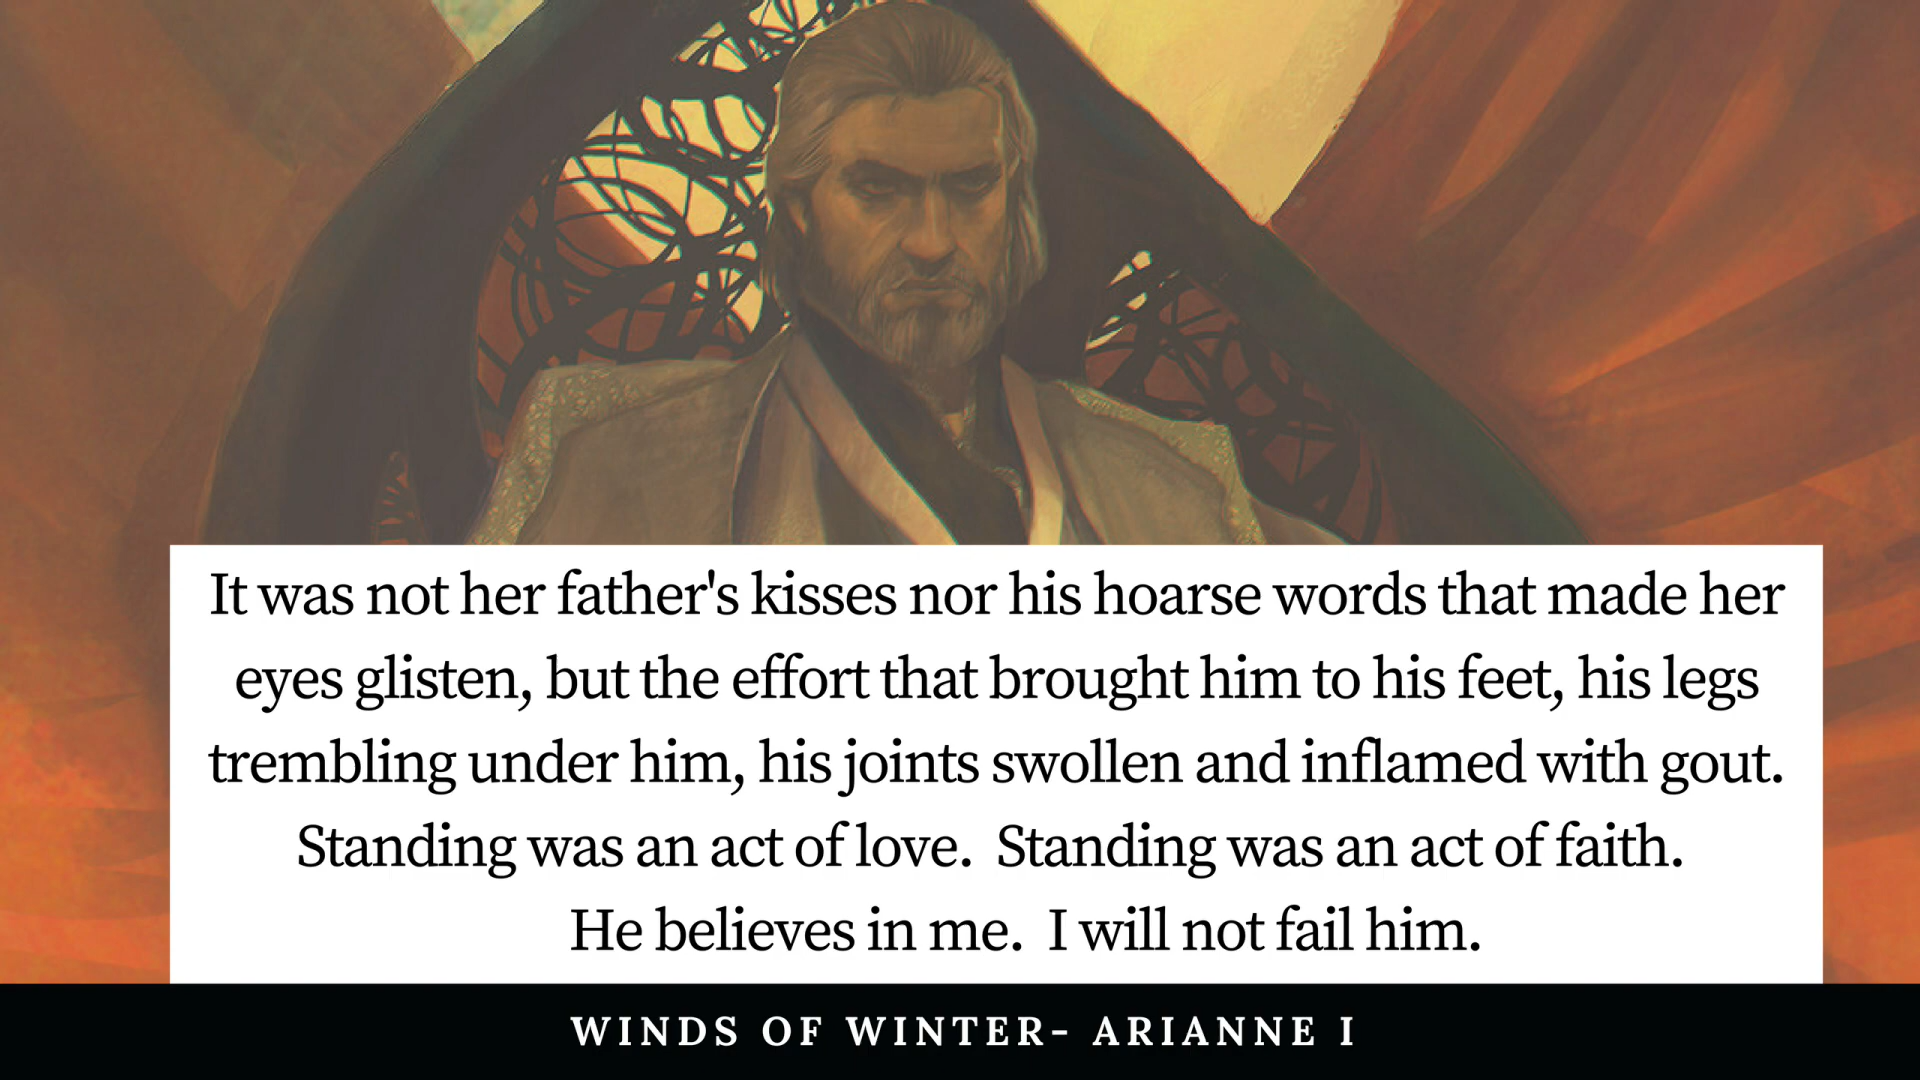 It was not her father's kisses nor his hoarse words that made her
eyes glisten, but the effort that brought him to his feet, his legs
trembling under him, his joints swollen and inflamed with gout.
Standing was an act of love.  Standing was an act of faith.
He believes in me.  I will not fail him.
WINDS OF WINTER- ARIANNE I